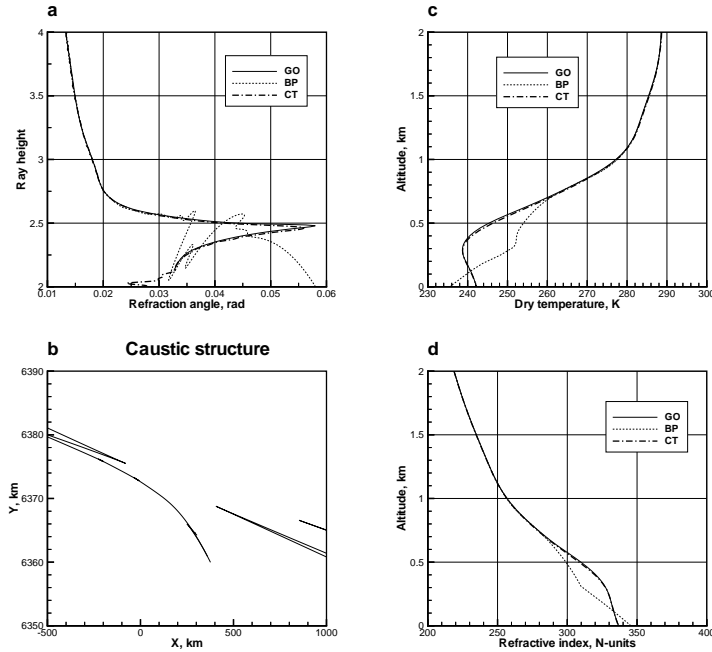 a
4
3.5
3
2.5
2
Ray height
0.01
0.02
0.03
0.04
0.05
0.06
Refraction angle, rad
GO
BP
CT
c
2
1.5
1
0.5
0
Altitude, km
230
240
250
260
270
280
290
300
Dry temperature, K
GO
BP
CT
b
Caustic structure
6390
6380
6370
6360
6350
Y, km
-500
0
500
1000
X, km
d
2
1.5
1
0.5
0
Altitude, km
200
250
300
350
400
Refractive index, N-units
GO
BP
CT